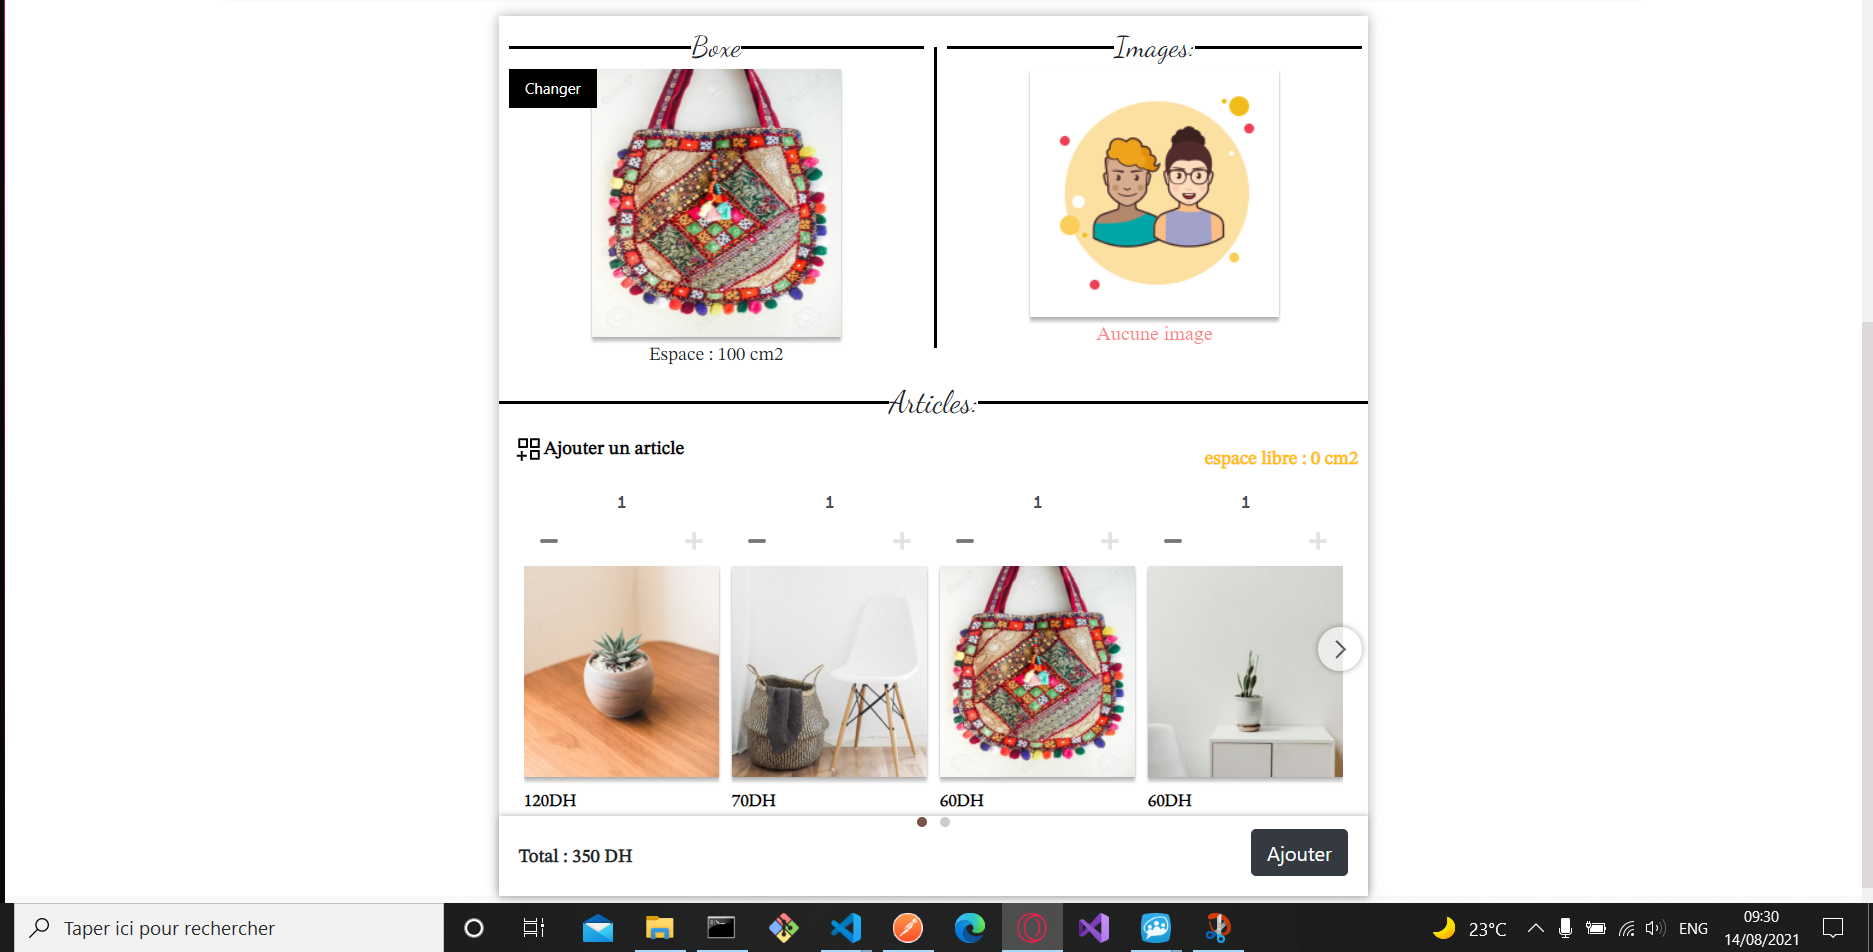 Boxe
Images:
Changer
Aucune image
Espace : 100 cm2
Articles:
Ajouter un article
espace libre : 0 cm2
1 1 1 1
120DH 70DH 60DH 60DH
Total : 350 DH
Ajouter
Taper ici pour rechercher
23°C
ENG
09:30
14/08/2021